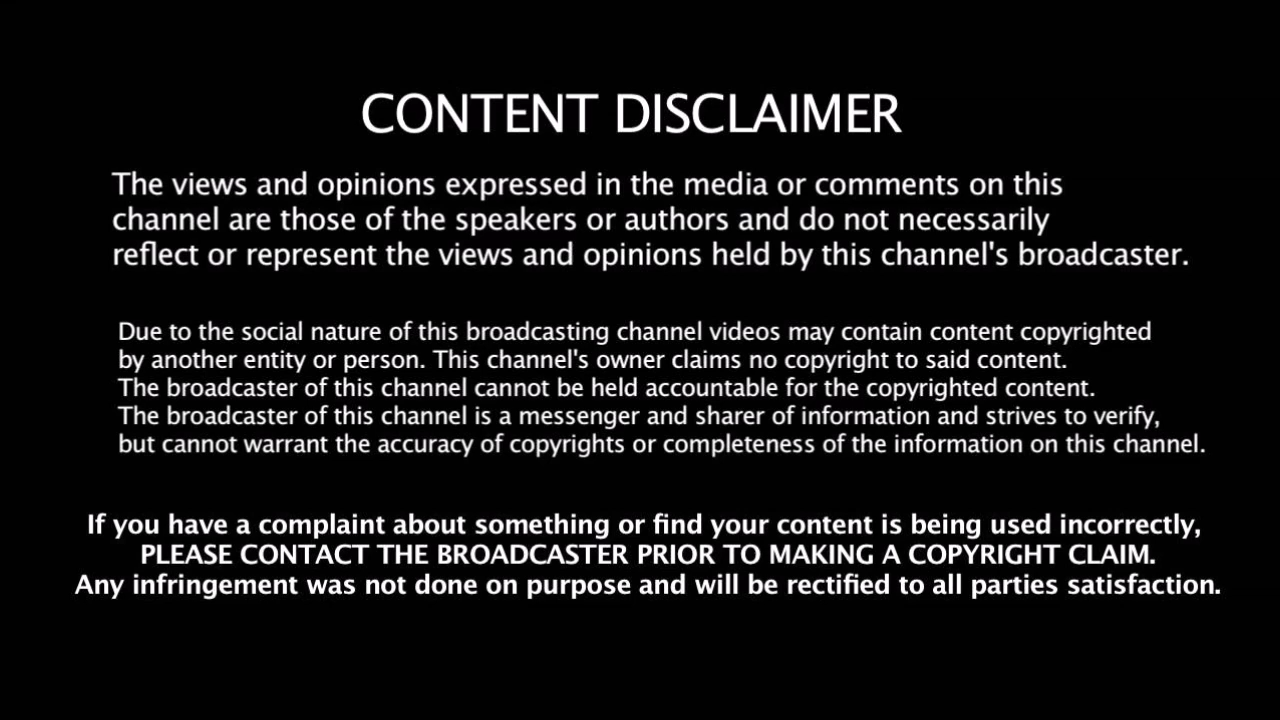 CONTENT DISCLAIMER
The views and opinions expressed in the media or comments on this
channel are those of the speakers or authors and do not necessarily
reflect or represent the views and opinions held by this channel's broadcaster.
Due to the social nature of this broadcasting channel videos may contain content copyrighted
by another entity or person. This channel's owner claims no copyright to said content.
The broadcaster of this channel cannot be held accountable for the copyrighted content.
The broadcaster of this channel is a messenger and sharer of information and strives to verify,
but cannot warrant the accuracy of copyrights or completeness of the information on this channel.
If you have a complaint about something or find your content is being used incorrectly,
PLEASE CONTACT THE BROADCASTER PRIOR TO MAKING A COPYRIGHT CLAIM.
Any infringement was not done on purpose and will be rectified to all parties satisfaction.